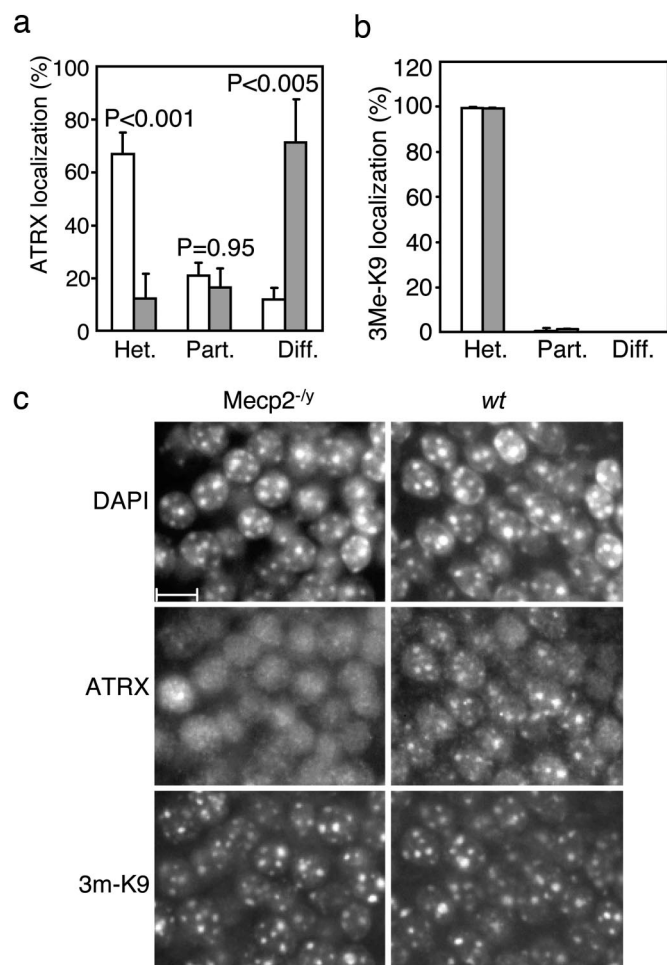 a
ATRX localization (%)
100
80
60
40
20
0
P<0.001
P=0.95
P<0.005
Het. Part. Diff.
b
3Me-K9 localization (%)
120
100
80
60
40
20
0
Het. Part. Diff.
c
Mecp2-/y wt
DAPI
ATRX
3m-K9